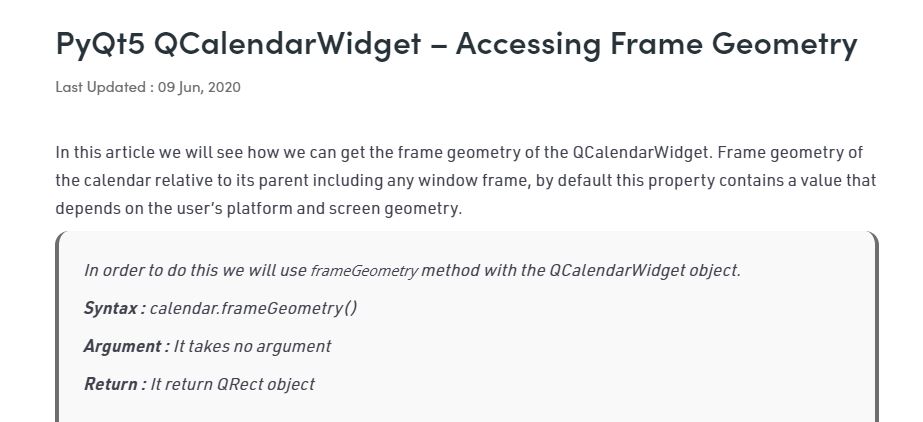 PyQt5 QCalendarWidget – Accessing Frame Geometry
Last Updated : 09 Jun, 2020
In this article we will see how we can get the frame geometry of the QCalendarWidget. Frame geometry of
the calendar relative to its parent including any window frame, by default this property contains a value that
depends on the user’s platform and screen geometry.
In order to do this we will use frameGeometry method with the QCalendarWidget object.
Syntax : calendar.frameGeometry()
Argument : It takes no argument
Return : It return QRect object